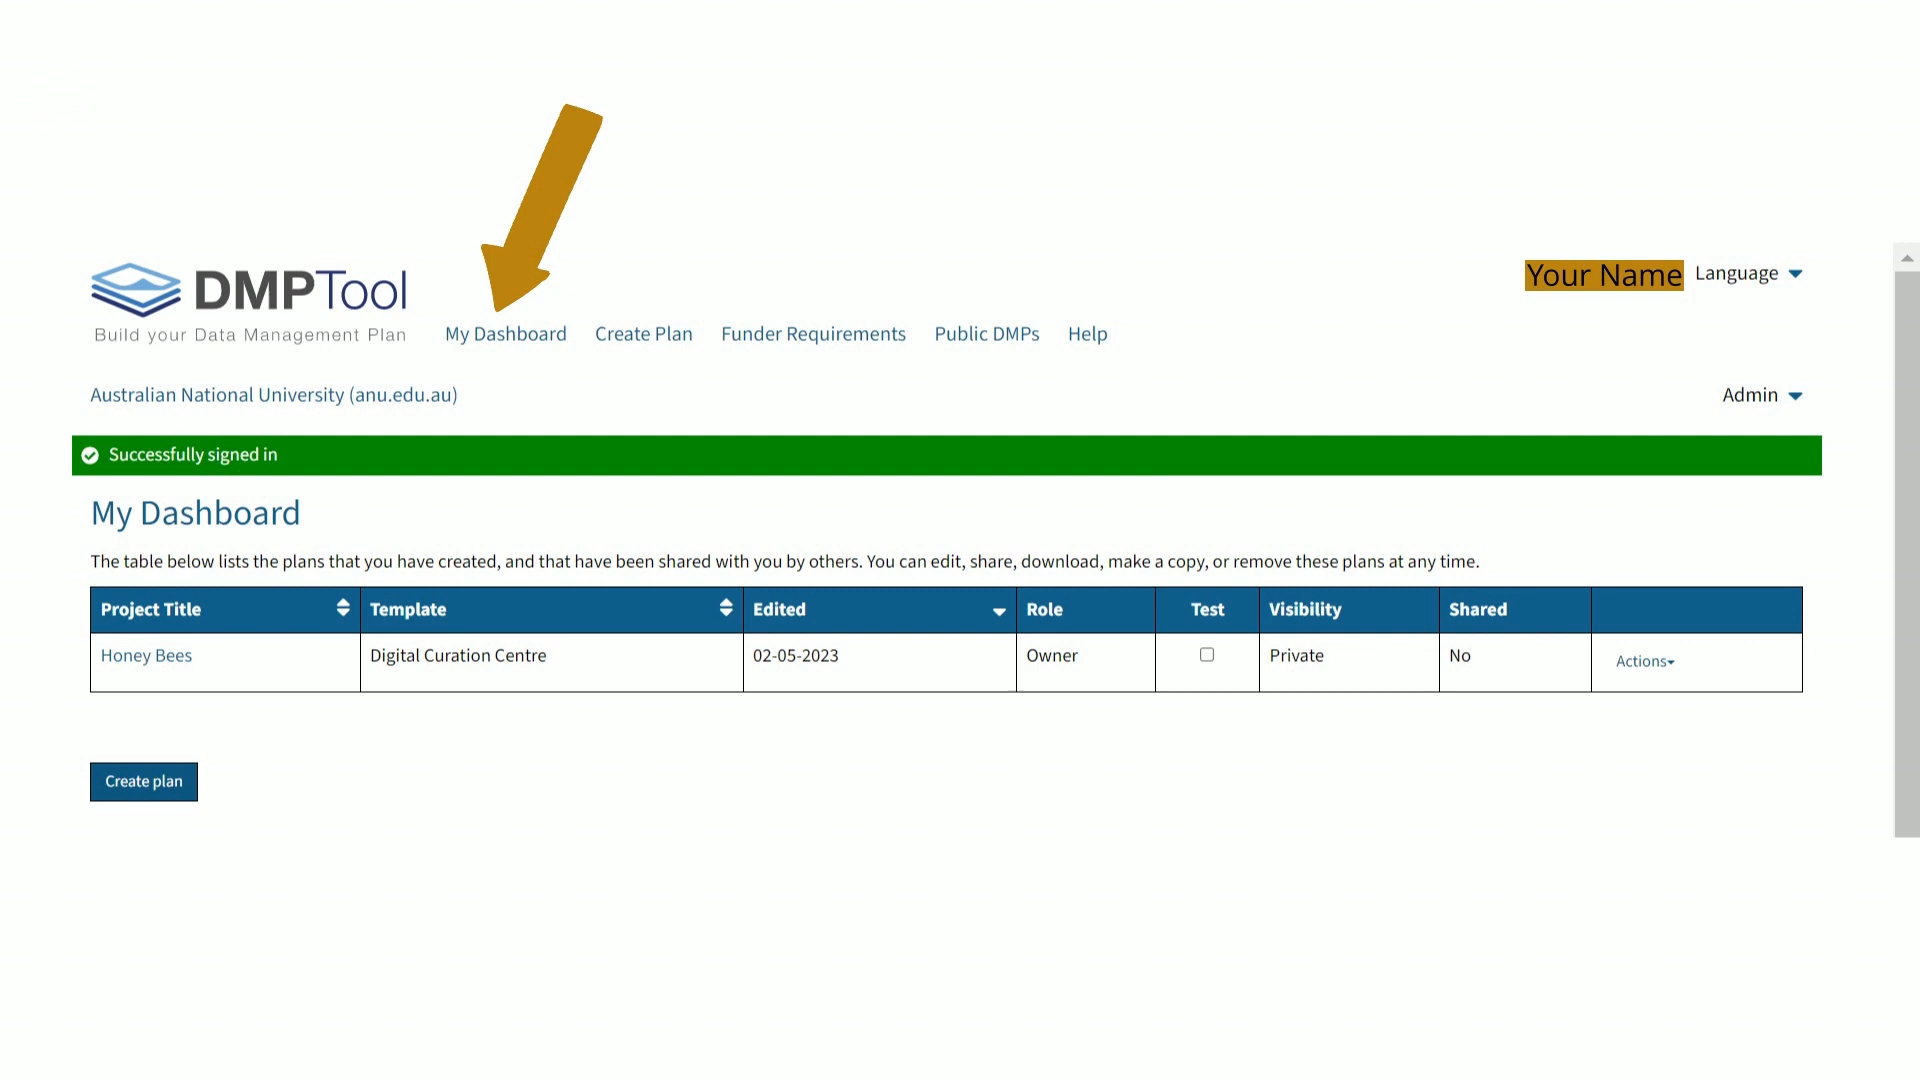 Your Name Language
DMPTool
Build your Data Management Plan
My Dashboard Create Plan Funder Requirements Public DMPs Help
Australian National University (anu.edu.au) Admin
Successfully signed in
My Dashboard
The table below lists the plans that you have created, and that have been shared with you by others. You can edit, share, download, make a copy, or remove these plans at any time.
Project Title Template Edited Role Test Visibility Shared
Honey Bees Digital Curation Centre 02-05-2023 Owner Private No Actions
Create plan